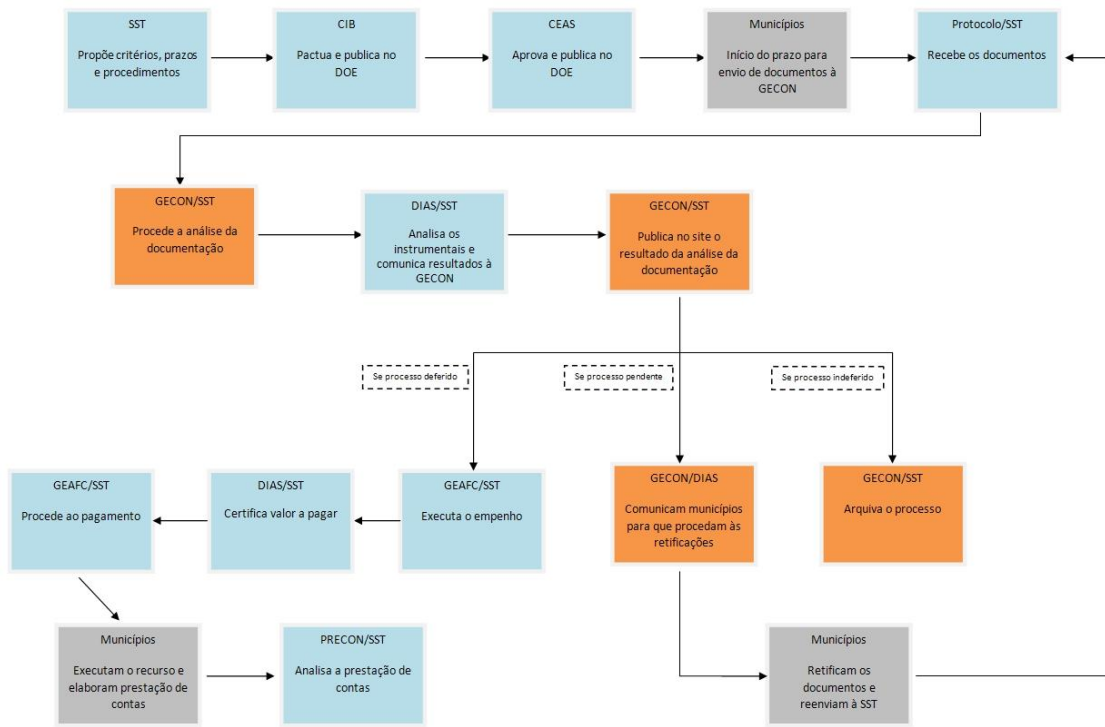 SST
Propõe critérios, prazos
e procedimentos
CIB
Pactua e publica no
DOE
CEAS
Aprova e publica no
DOE
Municípios
Início do prazo para
envio de documentos à
GECON
Protocolo/SST
Recebe os documentos
GECON/SST
Procede a análise da
documentação
DIAS/SST
Analisa os
instrumentais e
comunica resultados à
GECON
GECON/SST
Publica no site o
resultado da análise da
documentação
Se processo deferido
Se processo pendente
Se processo indeferido
GEAFC/SST
Procede ao pagamento
DIAS/SST
Certifica valor a pagar
GEAFC/SST
Executa o empenho
GECON/DIAS
Comunicam municípios
para que procedam às
retificações
GECON/SST
Arquiva o processo
Municípios
Executam o recurso e
elaboram prestação de
contas
PRECON/SST
Analisa a prestação de
contas
Municípios
Retificam os
documentos e
reenviam à SST